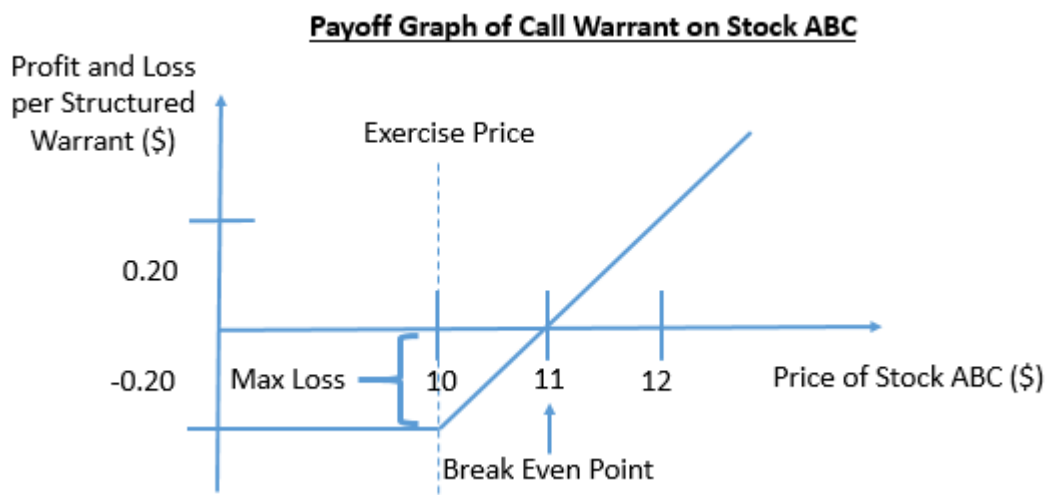 Payoff Graph of Call Warrant on Stock ABC
Profit and Loss
per Structured
Warrant ($)
Exercise Price
0.20
-0.20
Max Loss
10
11
12
Price of Stock ABC ($)
Break Even Point